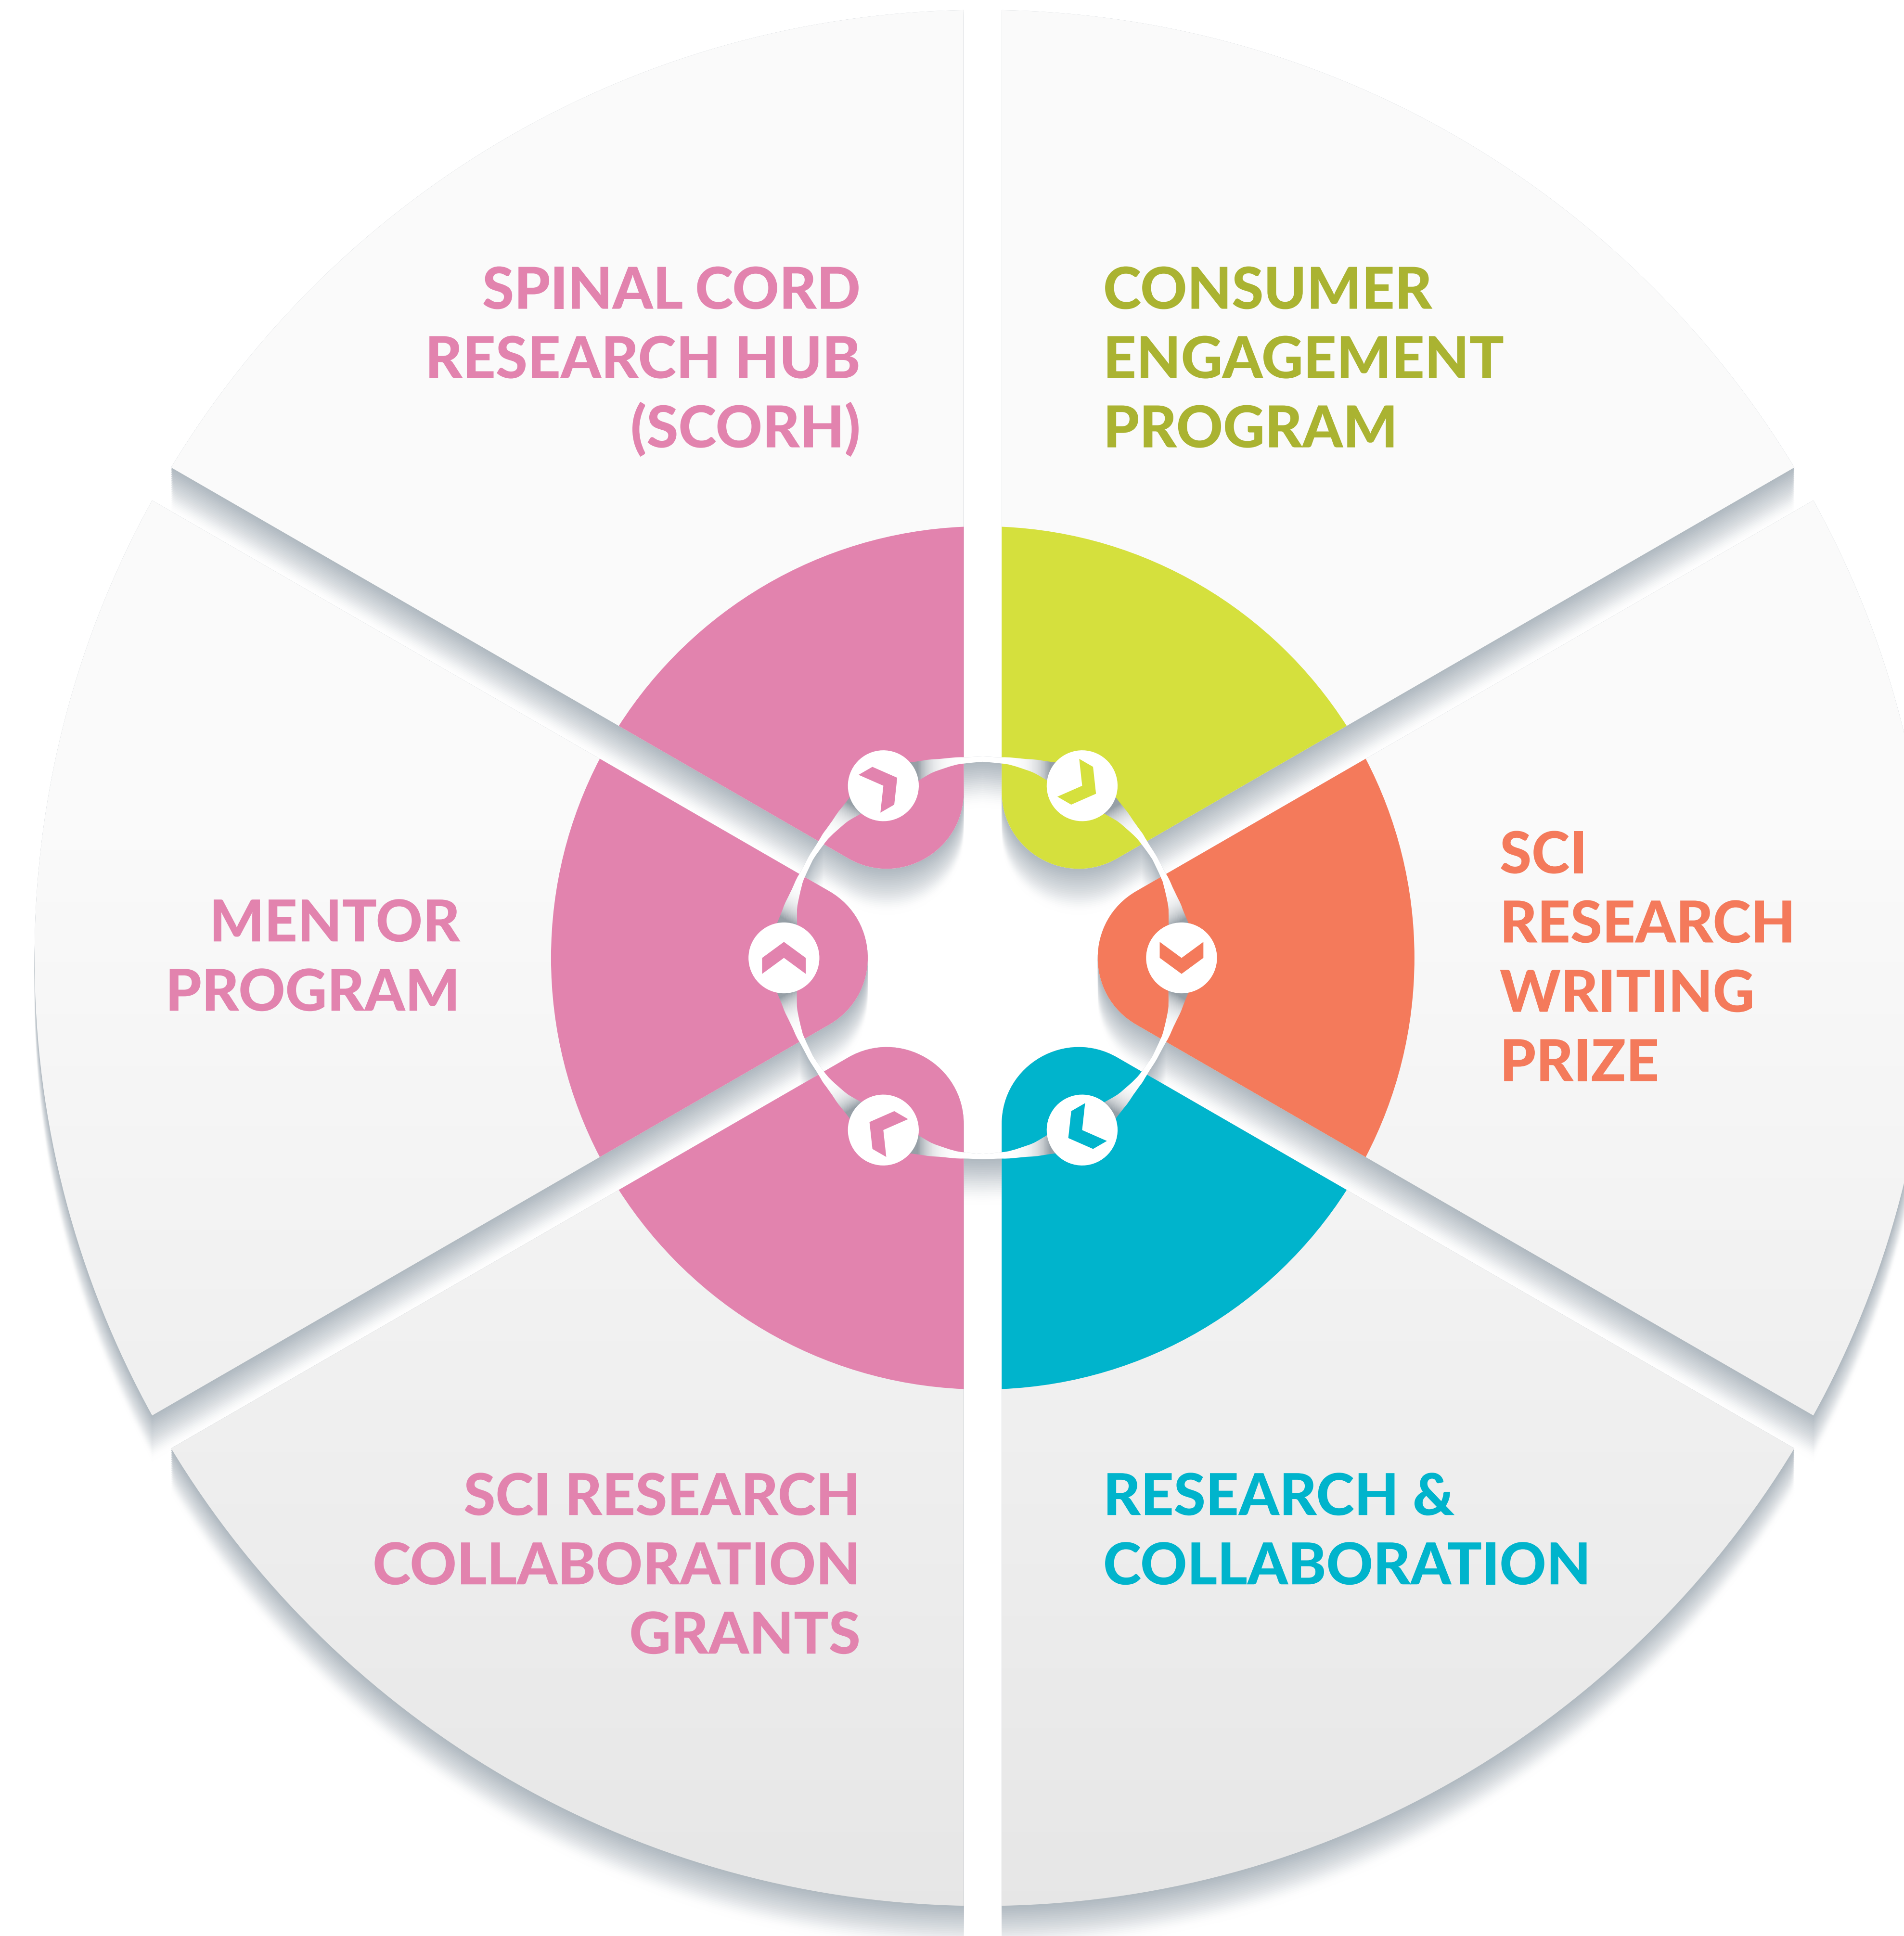 SPINAL CORD
RESEARCH HUB
(SCORH)
CONSUMER
ENGAGEMENT
PROGRAM
MENTOR
PROGRAM
SCI
RESEARCH
WRITING
PRIZE
SCI RESEARCH
COLLABORATION
GRANTS
RESEARCH &
COLLABORATION